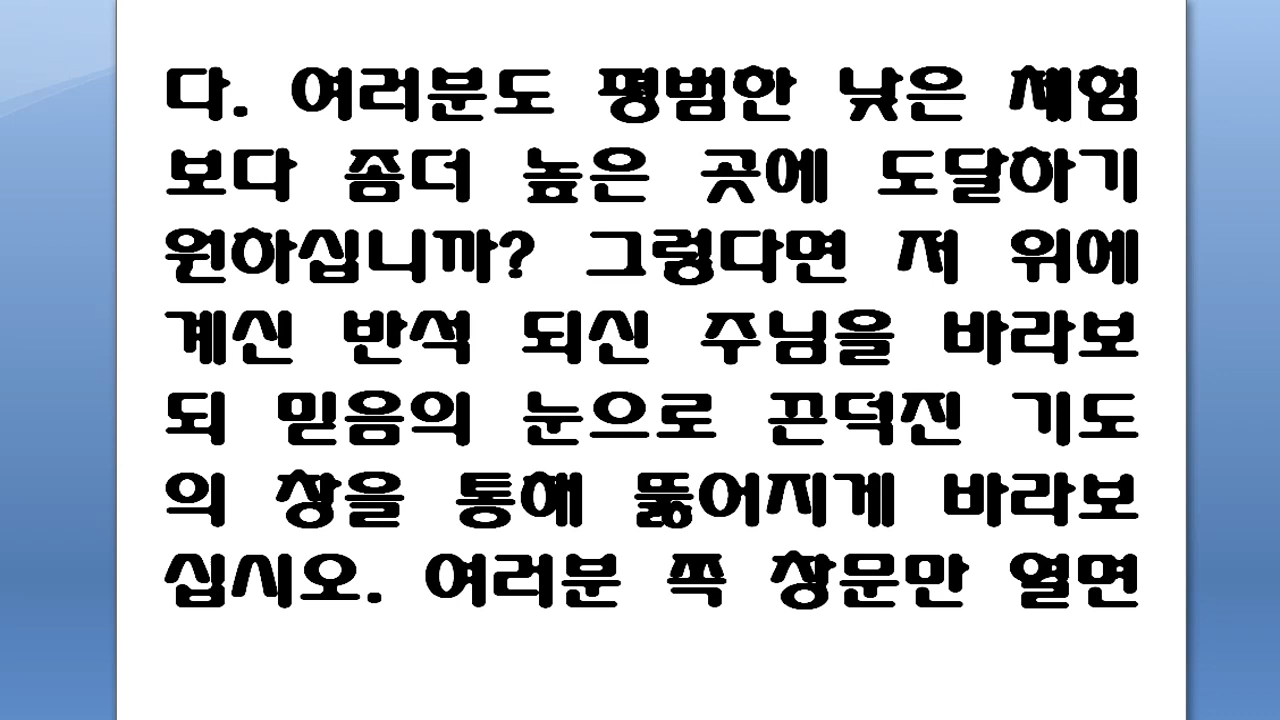 다. 여러분도 평범한 낮은 체험
보다 좀더 높은 곳에 도달하기
원하십니까? 그렇다면 저 위에
계신 반석 되신 주님을 바라보
되 믿음의 눈으로 끈덕진 기도
의 창을 통해 뚫어지게 바라보
십시오. 여러분 쪽 창문만 열면